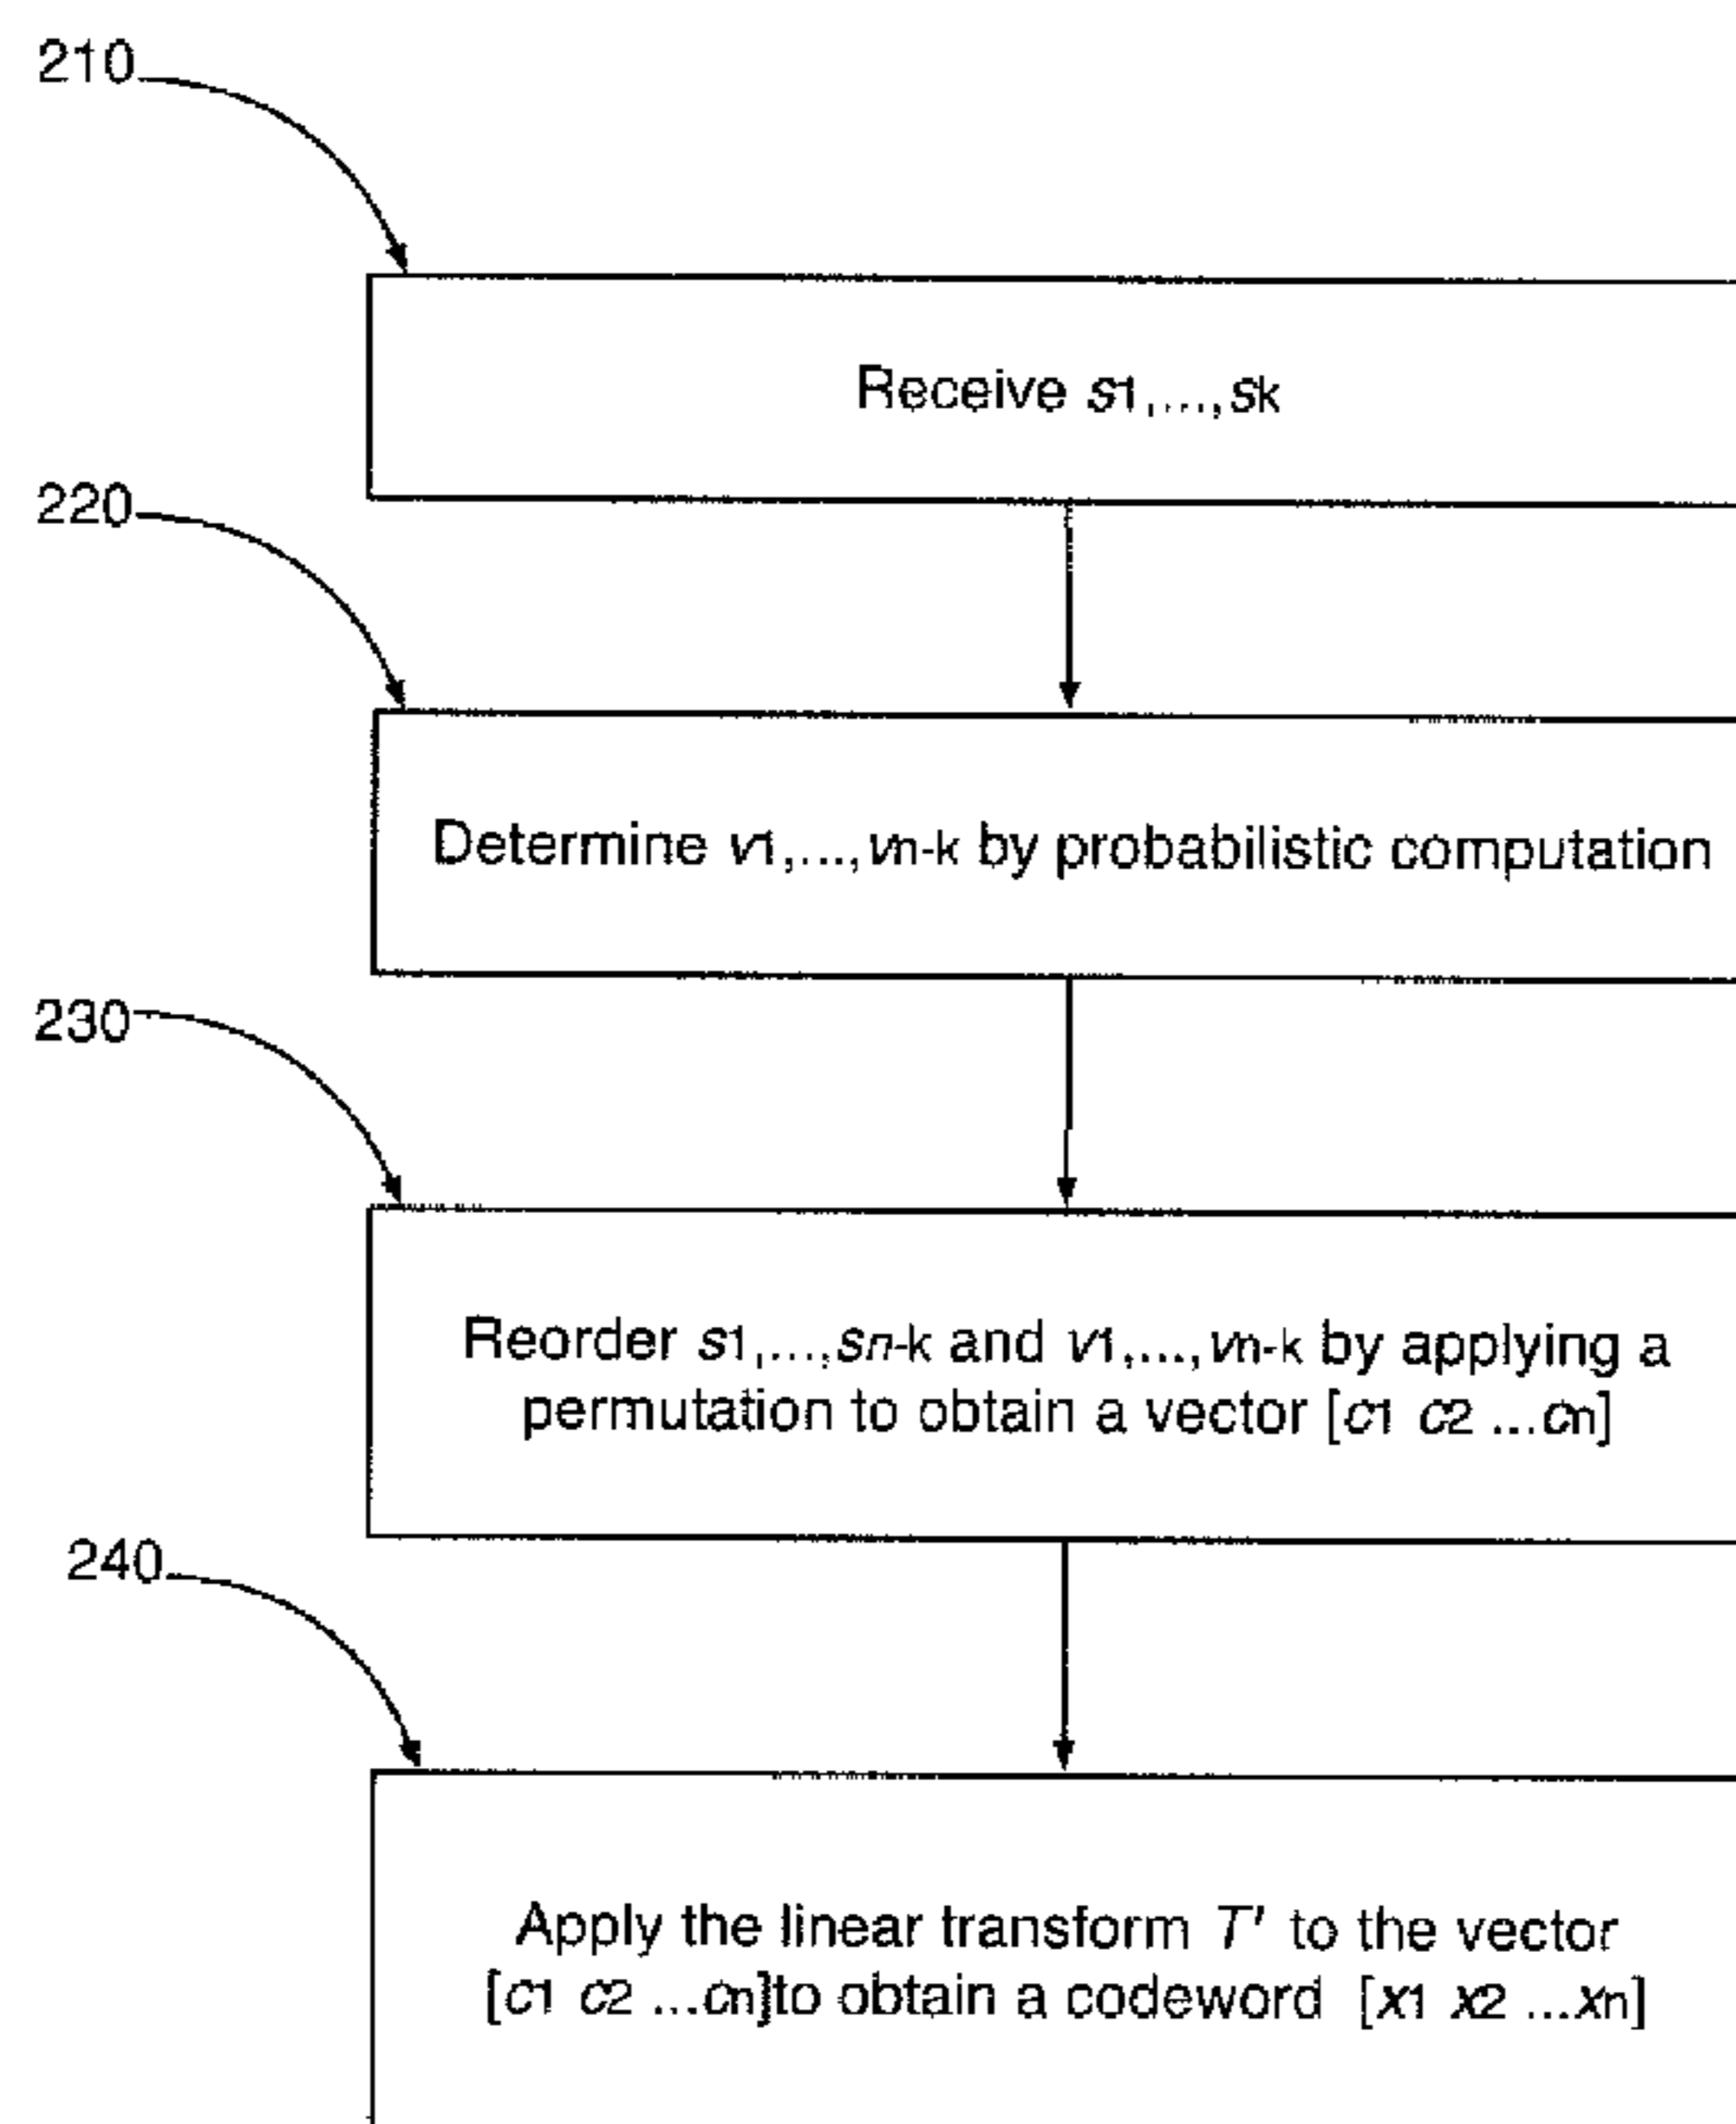 210
Receive s1,...,sk
220
Determine v1,...,vn-k by probabilistic computation
230
Reorder s1,...,sn-k and v1,...,vn-k by applying a
permutation to obtain a vector [c1 c2 ...cn]
240
Apply the linear transform T' to the vector
[c1 c2 ...cn]to obtain a codeword [x1 x2 ...xn]